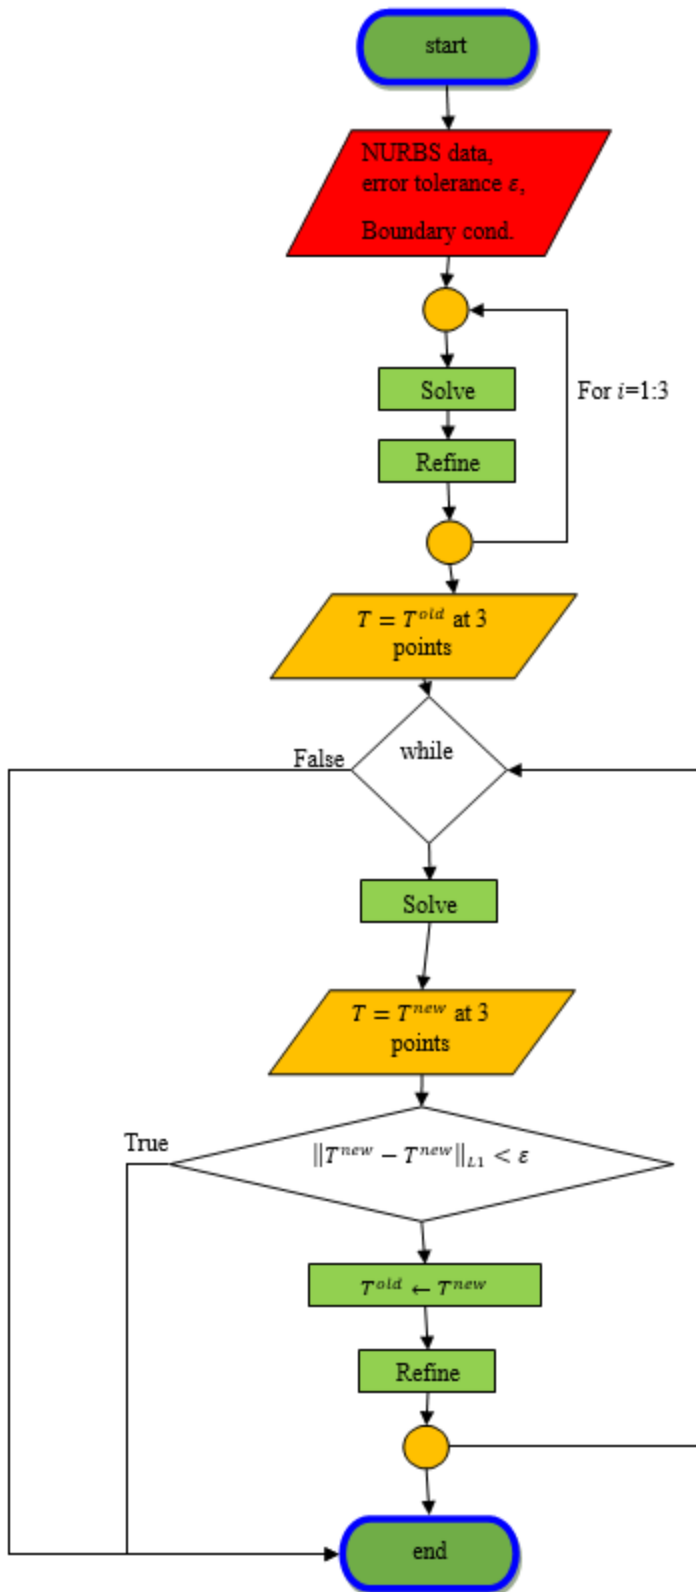 start
NURBS data,
error tolerance ε,
Boundary cond.
Solve
For i=1:3
Refine
T = T^old at 3
points
while
False
Solve
T = T^new at 3
points
True
‖T^new − T^new‖_L1 < ε
T^old ← T^new
Refine
end